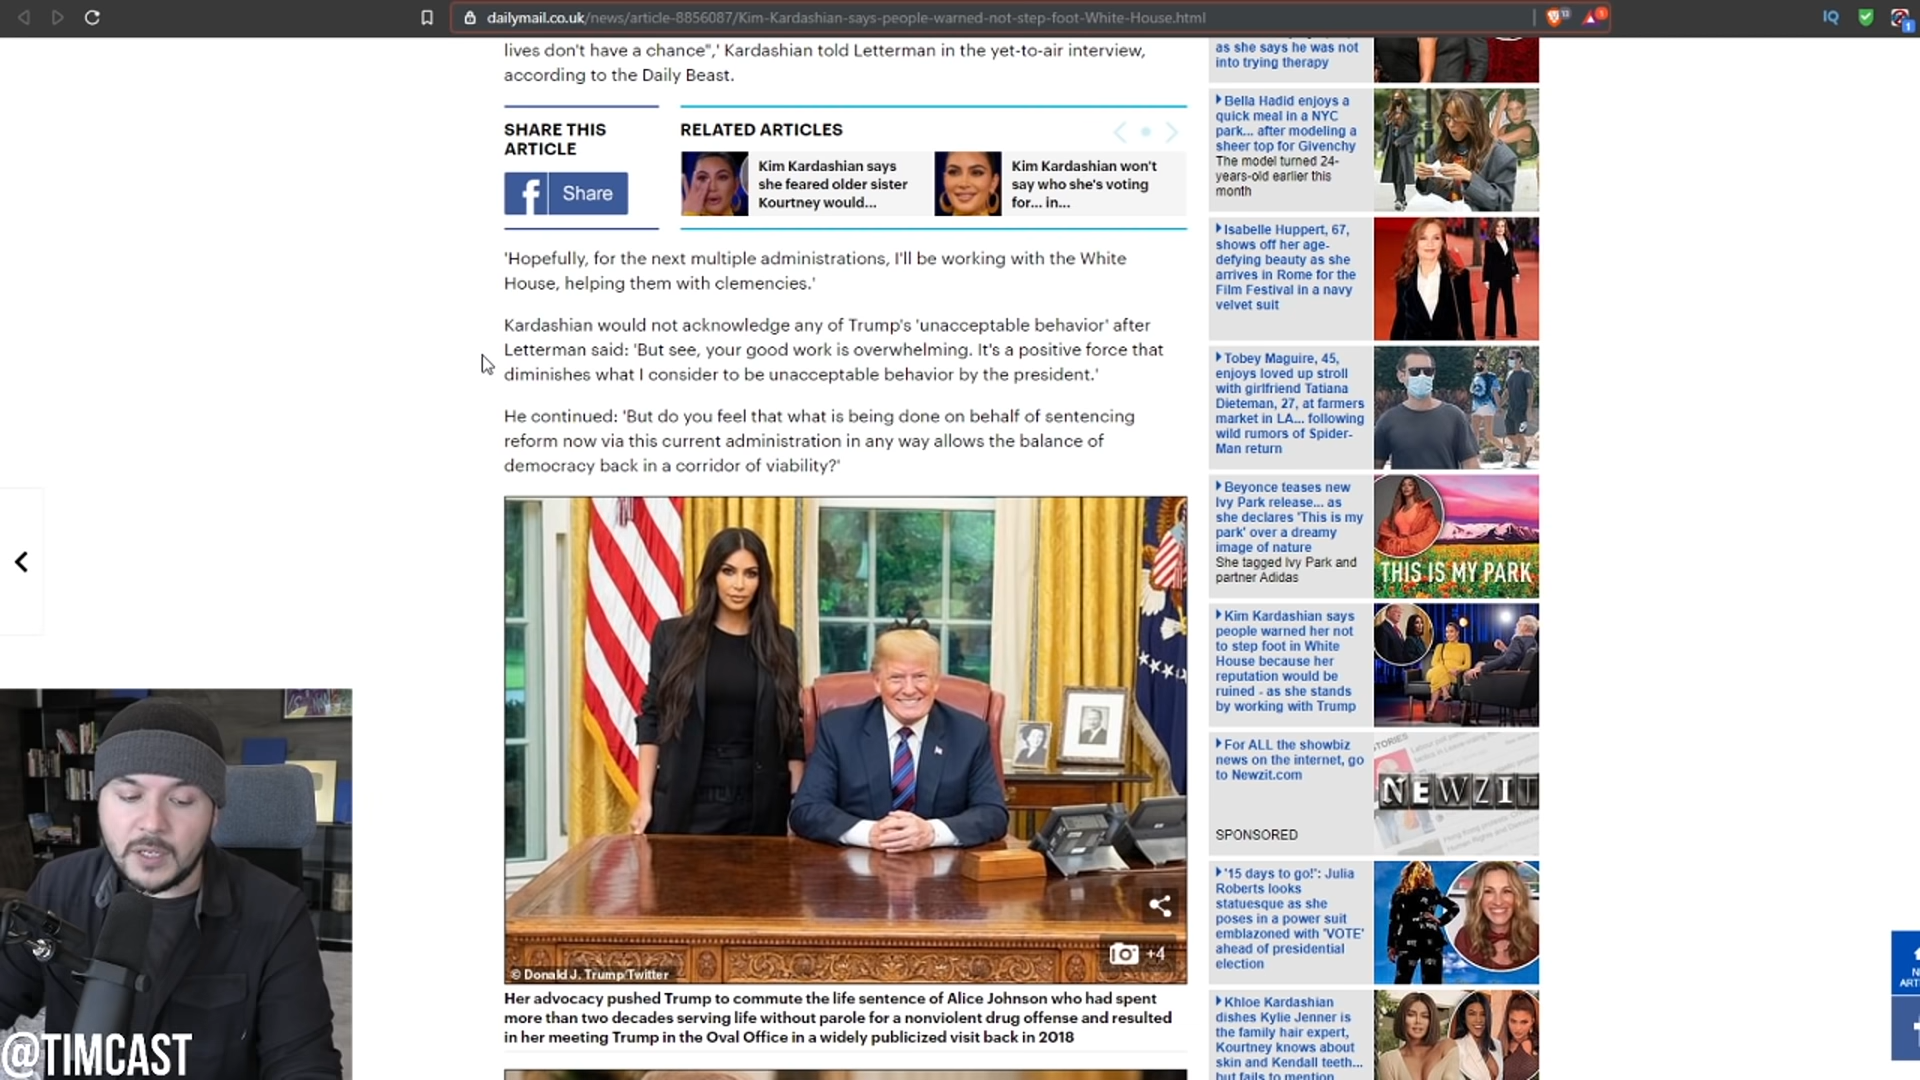 dailymail.co.uk/news/article-8856087/Kim-Kardashian-says-people-warned-not-step-foot-White-House.html
IQ
lives don't have a chance",' Kardashian told Letterman in the yet-to-air interview,
according to the Daily Beast.
SHARE THIS
ARTICLE
Share
RELATED ARTICLES
Kim Kardashian says
she feared older sister
Kourtney would...
Kim Kardashian won't
say who she's voting
for... in...
'Hopefully, for the next multiple administrations, I'll be working with the White
House, helping them with clemencies.'
Kardashian would not acknowledge any of Trump's 'unacceptable behavior' after
Letterman said: 'But see, your good work is overwhelming. It's a positive force that
diminishes what I consider to be unacceptable behavior by the president.'
He continued: 'But do you feel that what is being done on behalf of sentencing
reform now via this current administration in any way allows the balance of
democracy back in a corridor of viability?'
+4
© Donald J. Trump/Twitter
Her advocacy pushed Trump to commute the life sentence of Alice Johnson who had spent
more than two decades serving life without parole for a nonviolent drug offense and resulted
in her meeting Trump in the Oval Office in a widely publicized visit back in 2018
as she says he was not
into trying therapy
Bella Hadid enjoys a
quick meal in a NYC
park... after modeling a
sheer top for Givenchy
The model turned 24-
years-old earlier this
month
Isabelle Huppert, 67,
shows off her age-
defying beauty as she
arrives in Rome for the
Film Festival in a navy
velvet suit
Tobey Maguire, 45,
enjoys loved up stroll
with girlfriend Tatiana
Dieteman, 27, at farmers
market in LA... following
wild rumors of Spider-
Man return
Beyonce teases new
Ivy Park release... as
she declares 'This is my
park' over a dreamy
image of nature
She tagged Ivy Park and
partner Adidas
THIS IS MY PARK
Kim Kardashian says
people warned her not
to step foot in White
House because her
reputation would be
ruined - as she stands
by working with Trump
For ALL the showbiz
news on the internet, go
to Newzit.com
SPONSORED
NEWZIT
'15 days to go!': Julia
Roberts looks
statuesque as she
poses in a power suit
emblazoned with 'VOTE'
ahead of presidential
election
Khloe Kardashian
dishes Kylie Jenner is
the family hair expert,
Kourtney knows about
skin and Kendall teeth...
but fails to mention
@TIMCAST